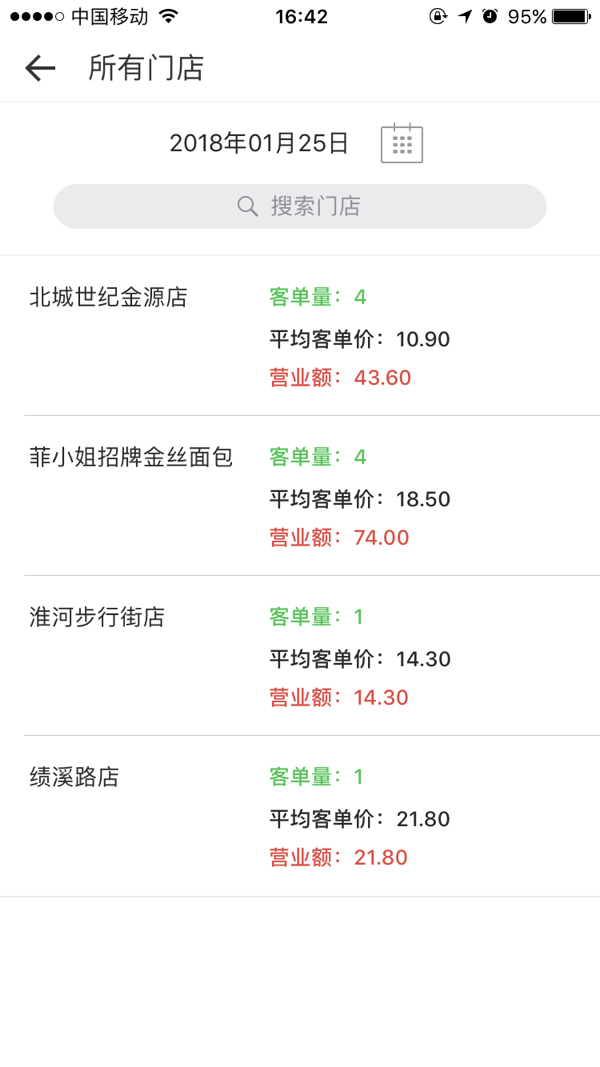 中国移动 16:42 95%
所有门店
2018年01月25日
搜索门店
北城世纪金源店 客单量：4
平均客单价：10.90
营业额：43.60
菲小姐招牌金丝面包 客单量：4
平均客单价：18.50
营业额：74.00
淮河步行街店 客单量：1
平均客单价：14.30
营业额：14.30
绩溪路店 客单量：1
平均客单价：21.80
营业额：21.80